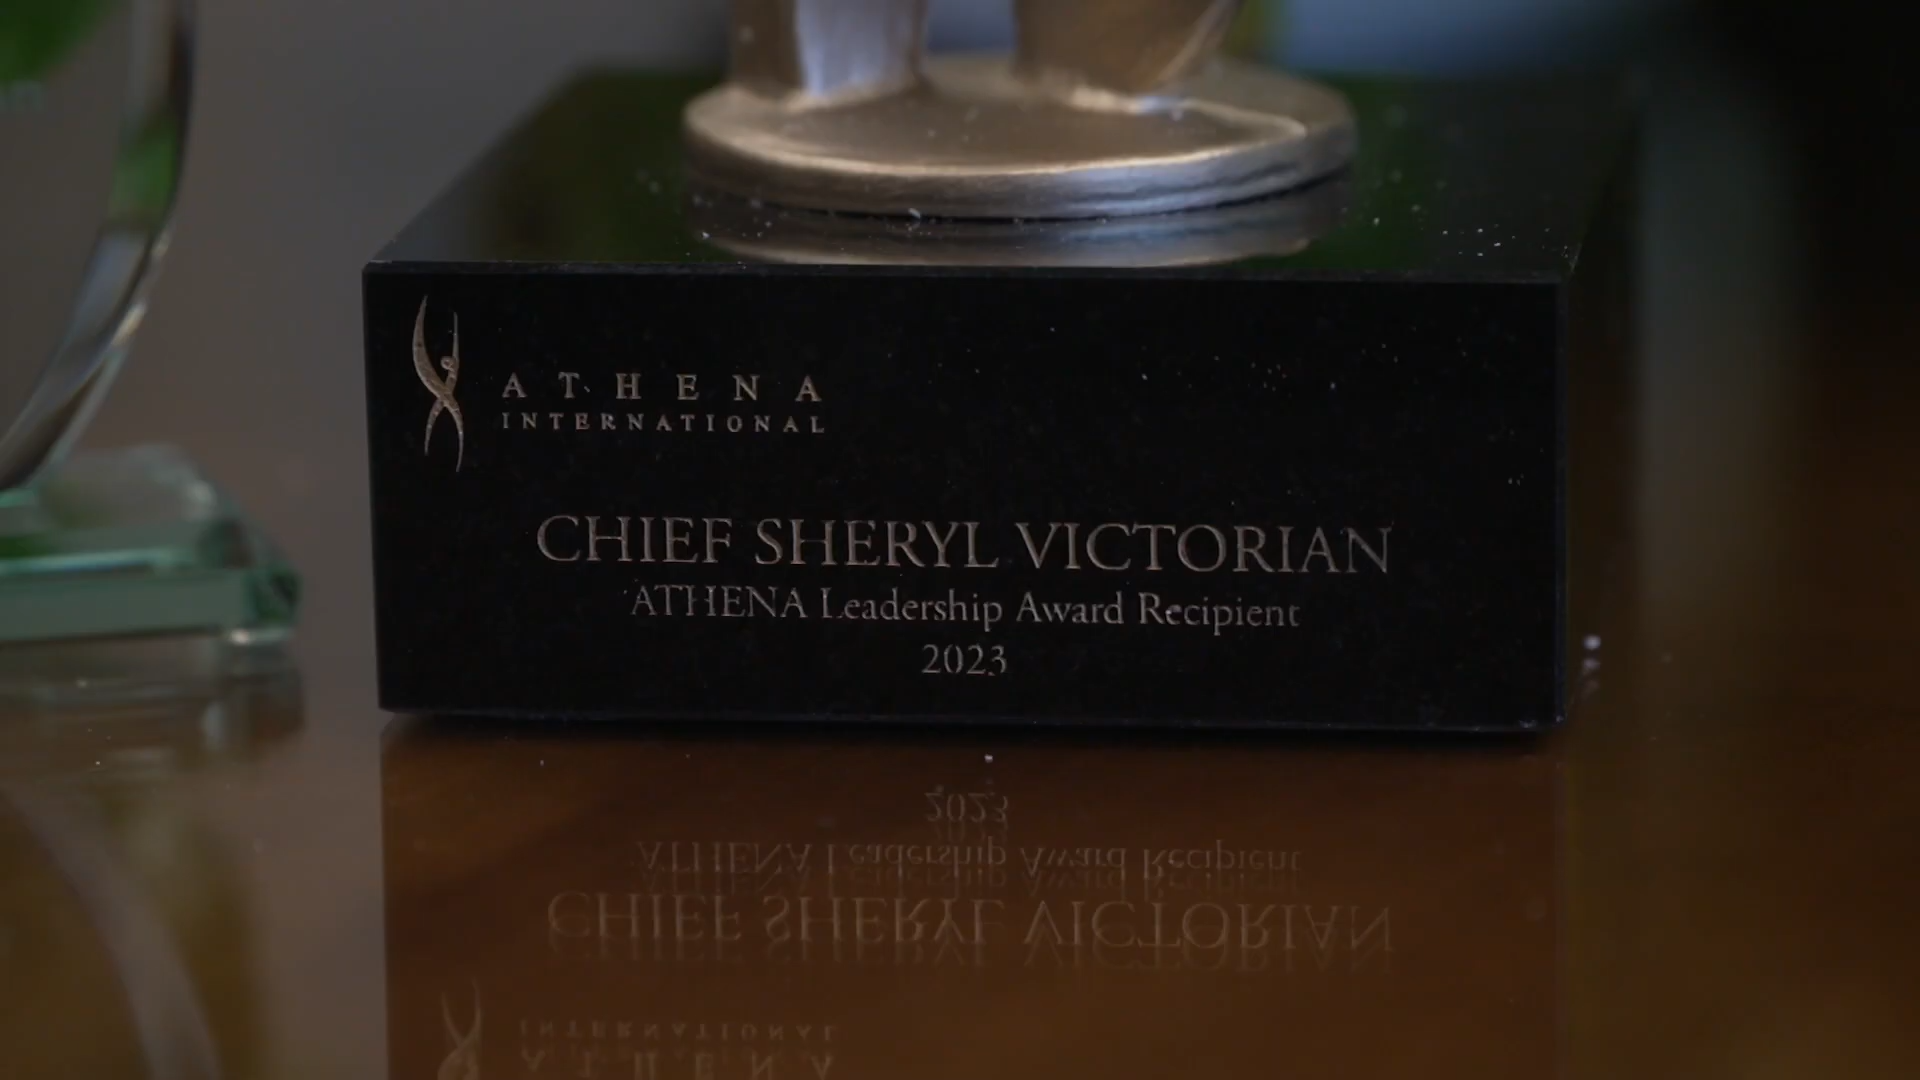 ATHENA
INTERNATIONAL
CHIEF SHERYL VICTORIAN
ATHENA Leadership Award Recipient
2023